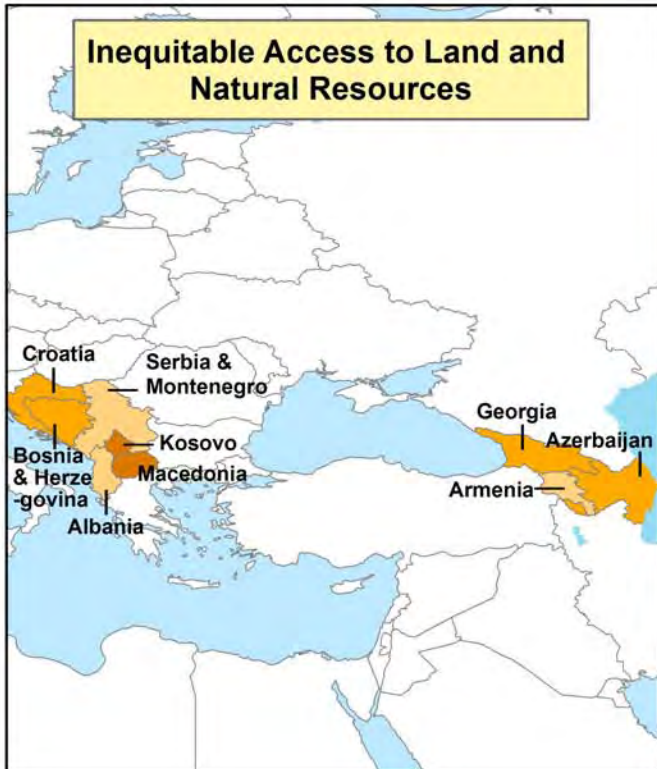 Inequitable Access to Land and
Natural Resources
Croatia
Serbia &
Montenegro
Kosovo
Bosnia
& Herze
-govina
Macedonia
Albania
Georgia
Azerbaijan
Armenia